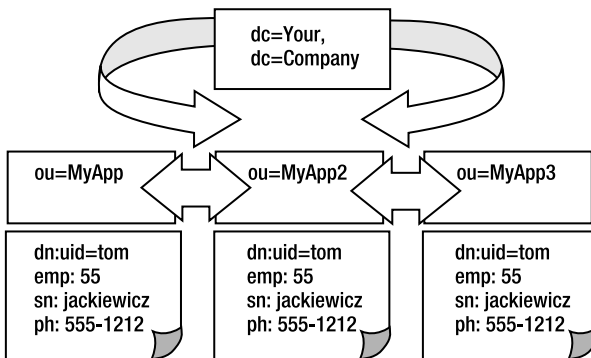 dc=Your,
dc=Company
ou=MyApp
ou=MyApp2
ou=MyApp3
dn:uid=tom
emp: 55
sn: jackiewicz
ph: 555-1212
dn:uid=tom
emp: 55
sn: jackiewicz
ph: 555-1212
dn:uid=tom
emp: 55
sn: jackiewicz
ph: 555-1212